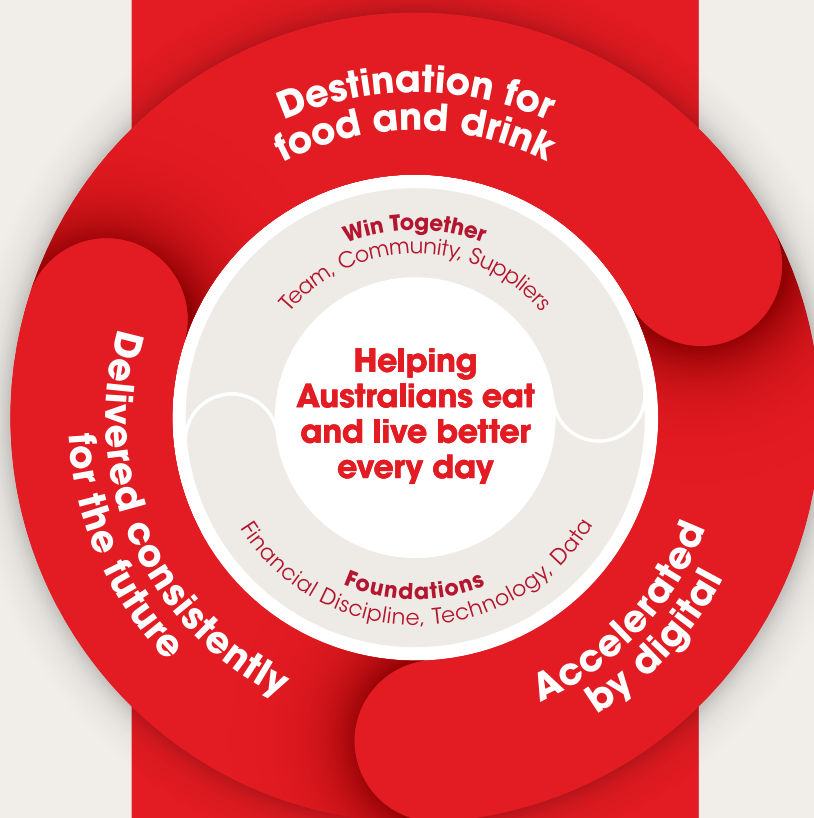 Destination for
food and drink
Win Together
Team, Community, Suppliers
Helping
Australians eat
and live better
every day
Foundations
Financial Discipline, Technology, Data
Accelerated
by digital
Delivered consistently
for the future